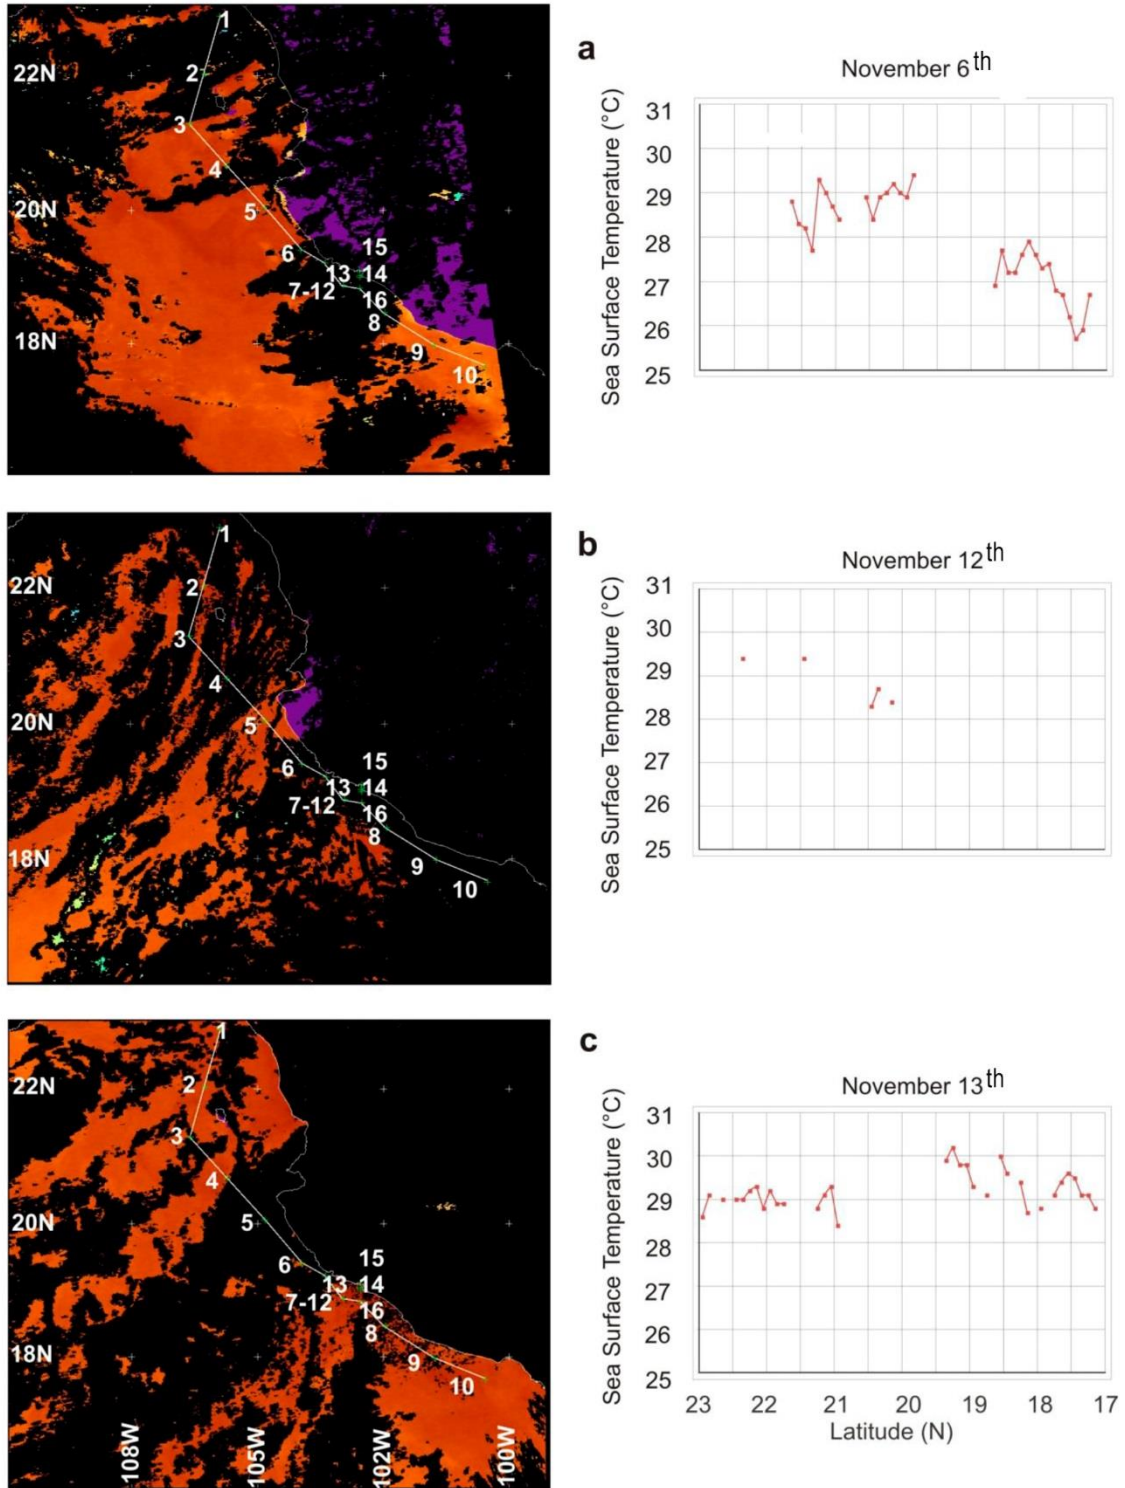 a
November 6th
Sea Surface Temperature (°C)
31
30
29
28
27
26
25
22N
20N
18N
1
2
3
4
5
6
15
13 14
7-12
16
8
9
10
b
November 12th
Sea Surface Temperature (°C)
31
30
29
28
27
26
25
22N
20N
18N
1
2
3
4
5
6
15
13 14
7-12
16
8
9
10
c
November 13th
Sea Surface Temperature (°C)
31
30
29
28
27
26
25
23 22 21 20 19 18 17
Latitude (N)
22N
20N
18N
1
2
3
4
5
6
15
13 14
7-12
16
8
9
10
108W 105W 102W 100W